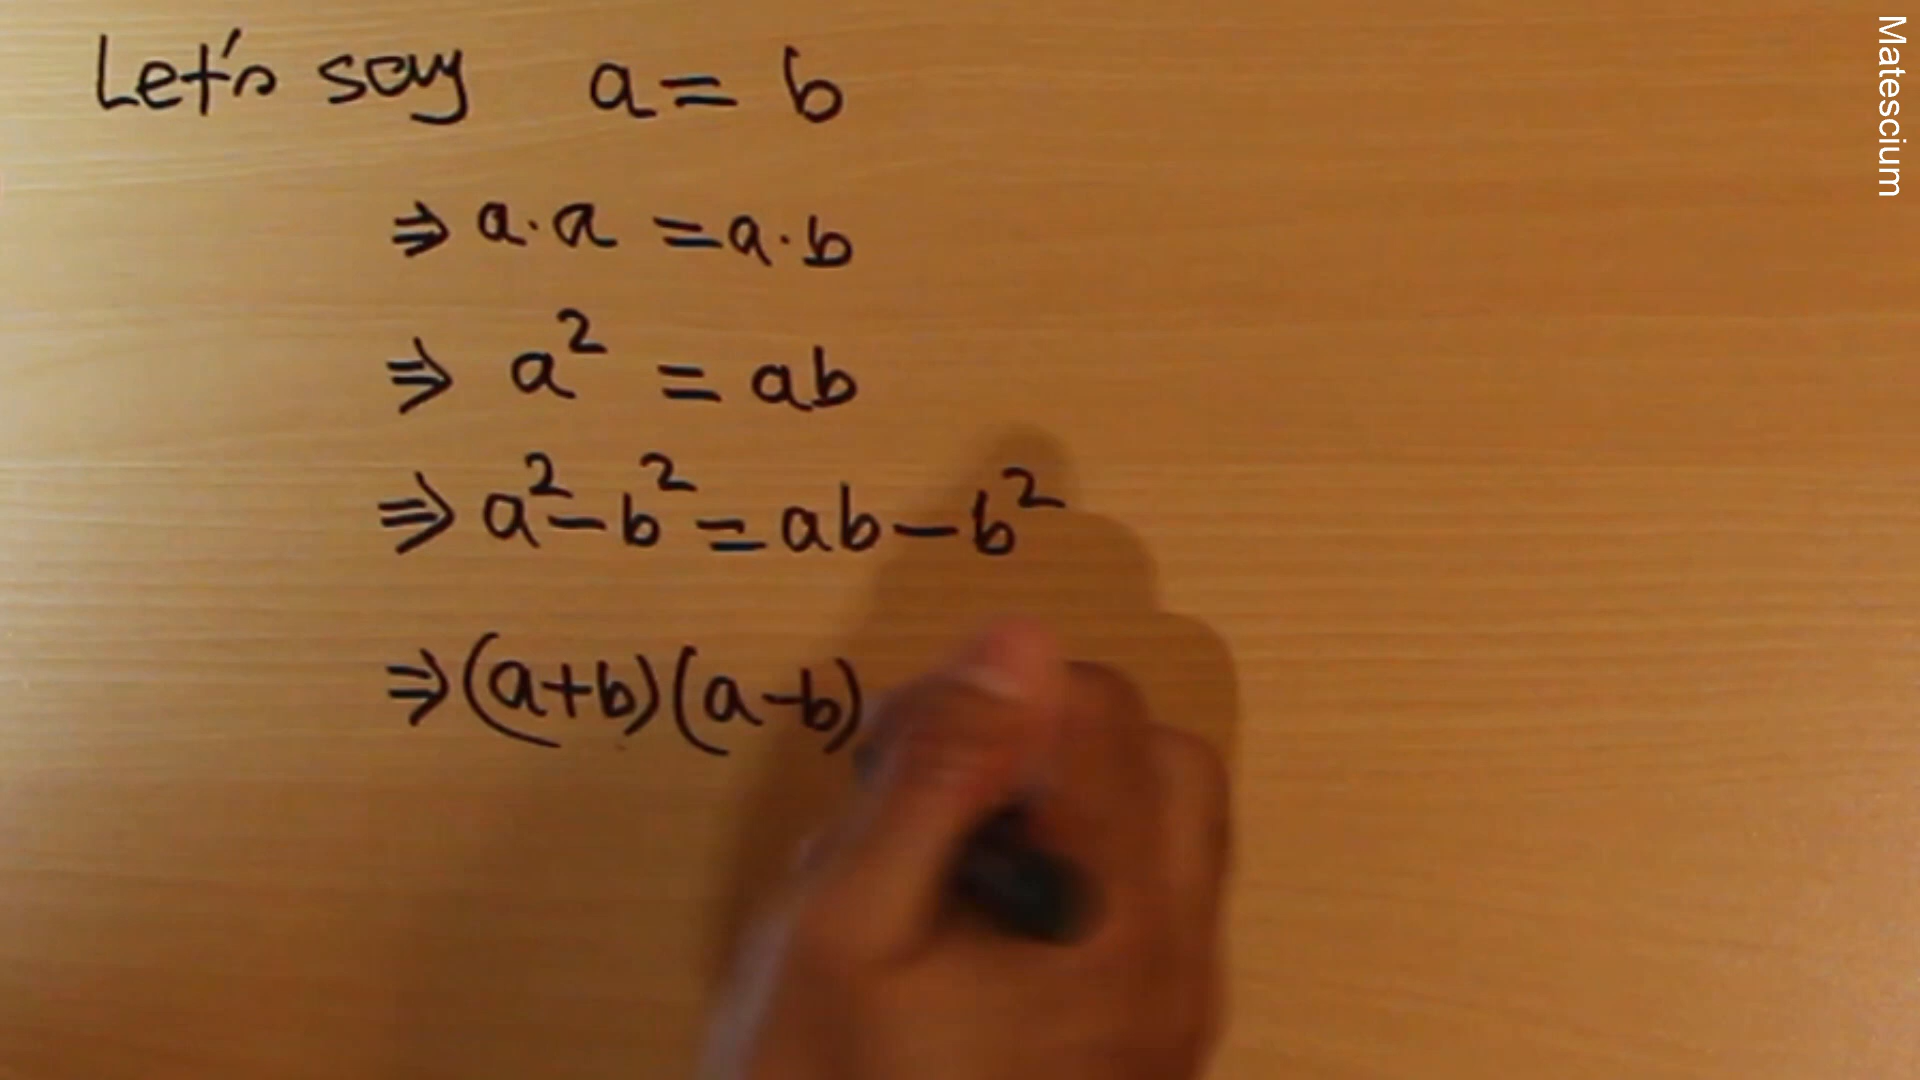 Let's say a = b
⇒ a·a = a·b
⇒ a² = ab
⇒ a² − b² = ab − b²
⇒ (a+b)(a−b)
Matescium